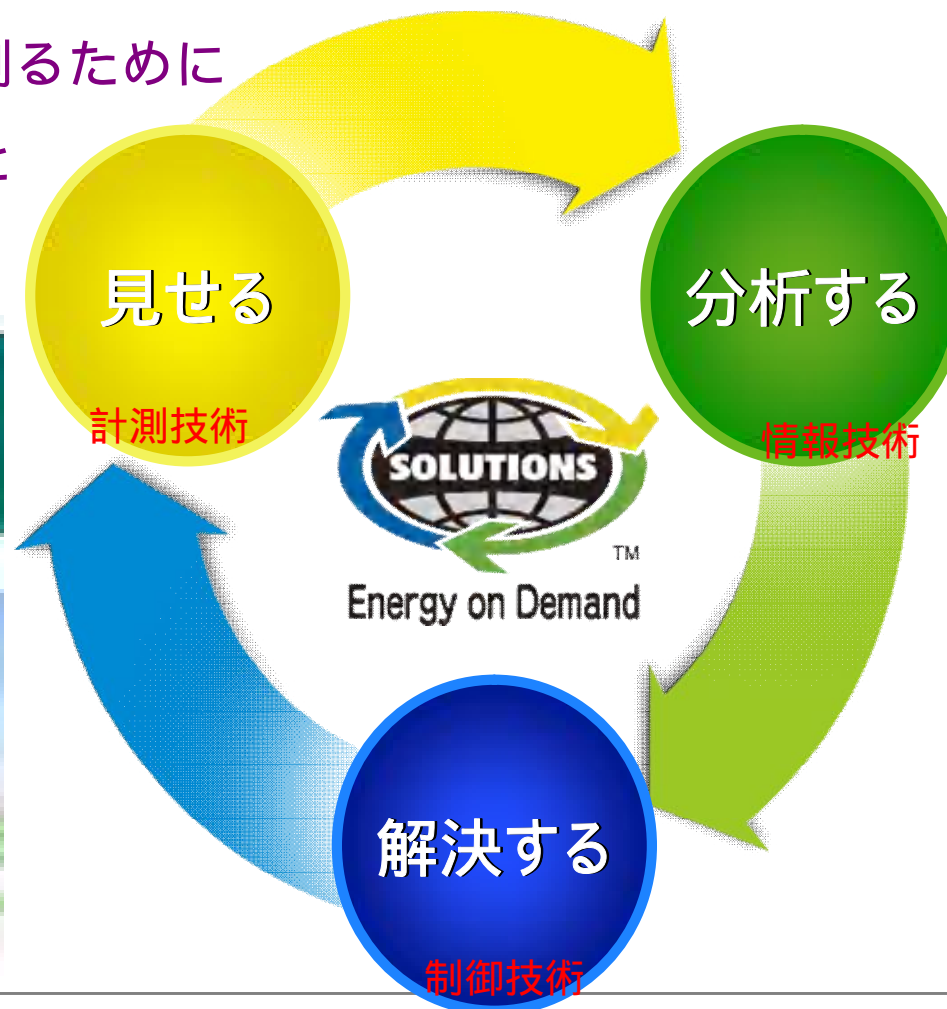 るために
見せる
分析する
計測技術
情報技術
SOLUTIONS
TM
Energy on Demand
解決する
制御技術